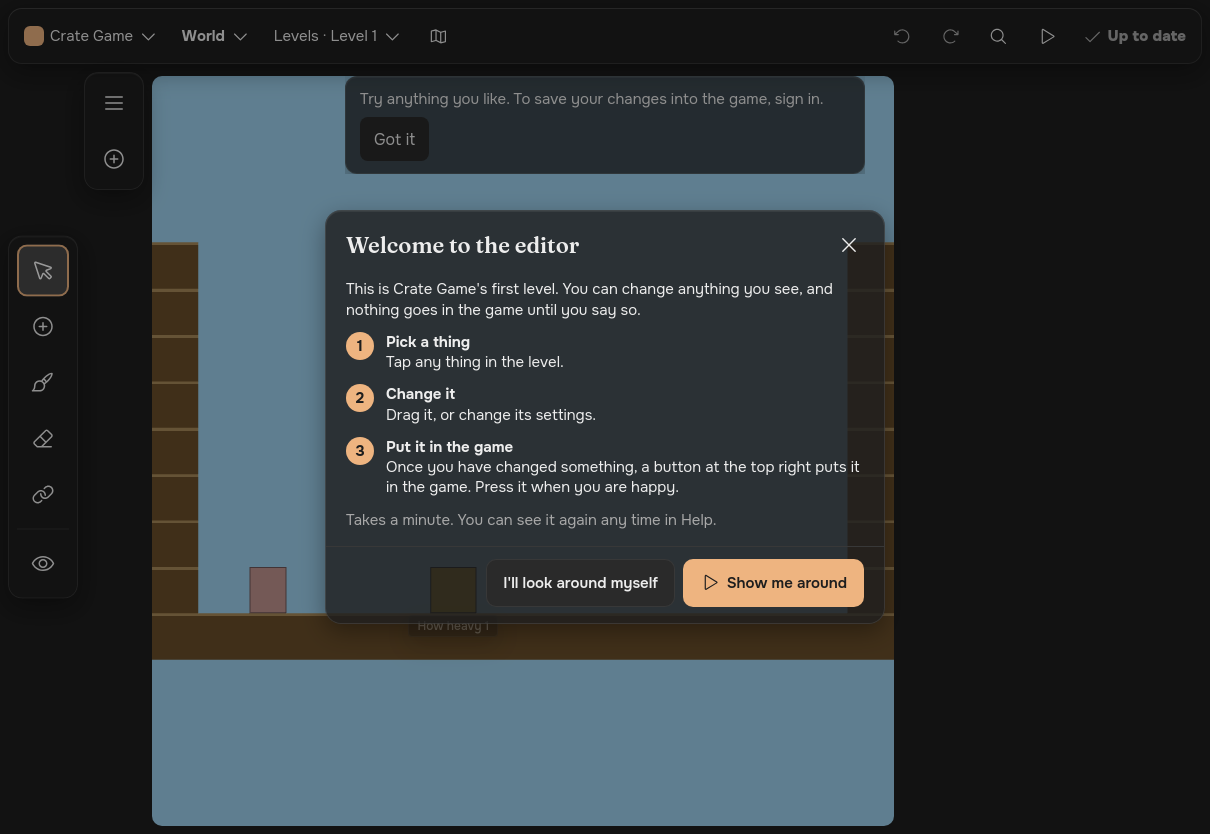 Crate Game
World
Levels · Level 1
Up to date
Try anything you like. To save your changes into the game, sign in.
Got it
Welcome to the editor
This is Crate Game's first level. You can change anything you see, and
nothing goes in the game until you say so.
1
Pick a thing
Tap any thing in the level.
2
Change it
Drag it, or change its settings.
3
Put it in the game
Once you have changed something, a button at the top right puts it
in the game. Press it when you are happy.
Takes a minute. You can see it again any time in Help.
I'll look around myself
Show me around
How heavy 1